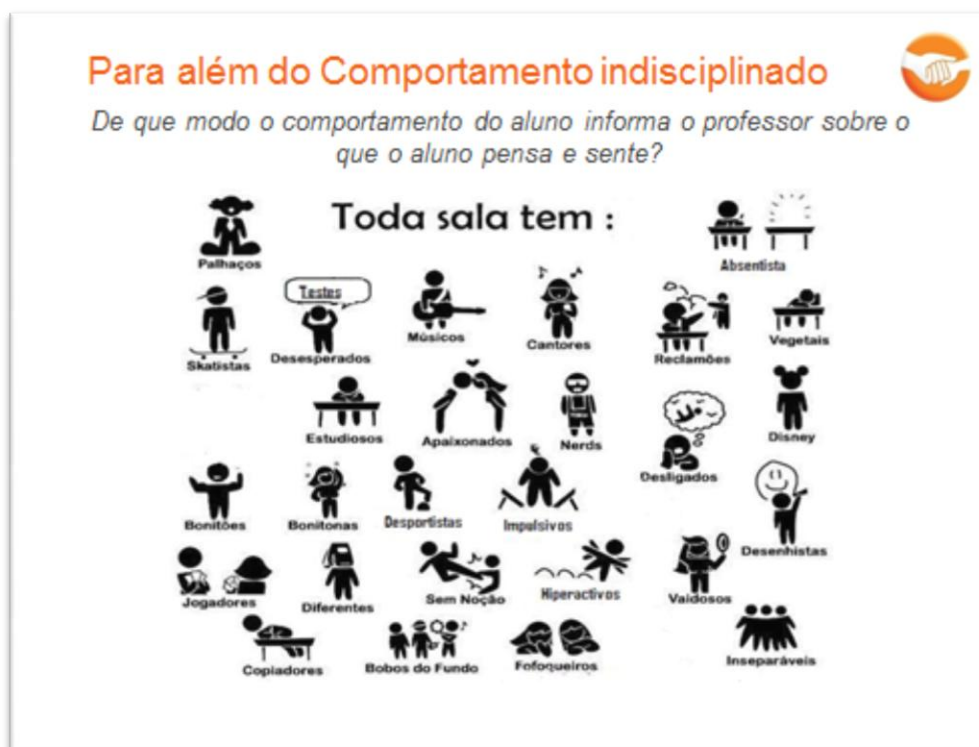 Para além do Comportamento indisciplinado
De que modo o comportamento do aluno informa o professor sobre o
que o aluno pensa e sente?
Toda sala tem :
Palhaços
Absentista
Testes
Skatistas
Desesperados
Músicos
Cantores
Reclamões
Vegetais
Estudiosos
Apaixonados
Nerds
Desligados
Disney
Bonitões
Bonitonas
Desportistas
Impulsivos
Desenhistas
Jogadores
Diferentes
Sem Noção
Hiperactivos
Vaidosos
Copiadores
Bobos do Fundo
Fofoqueiros
Inseparáveis